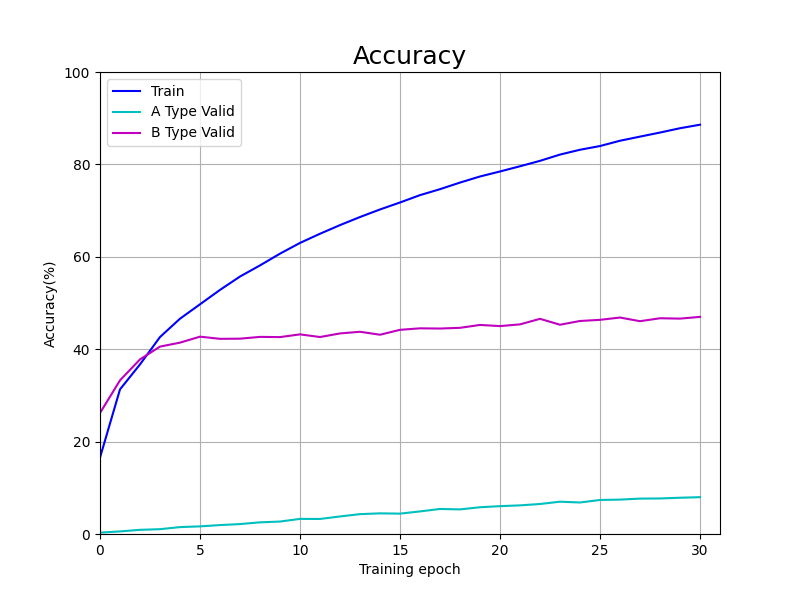 Accuracy
Train
A Type Valid
B Type Valid
Accuracy(%)
100
80
60
40
20
0
0 5 10 15 20 25 30
Training epoch